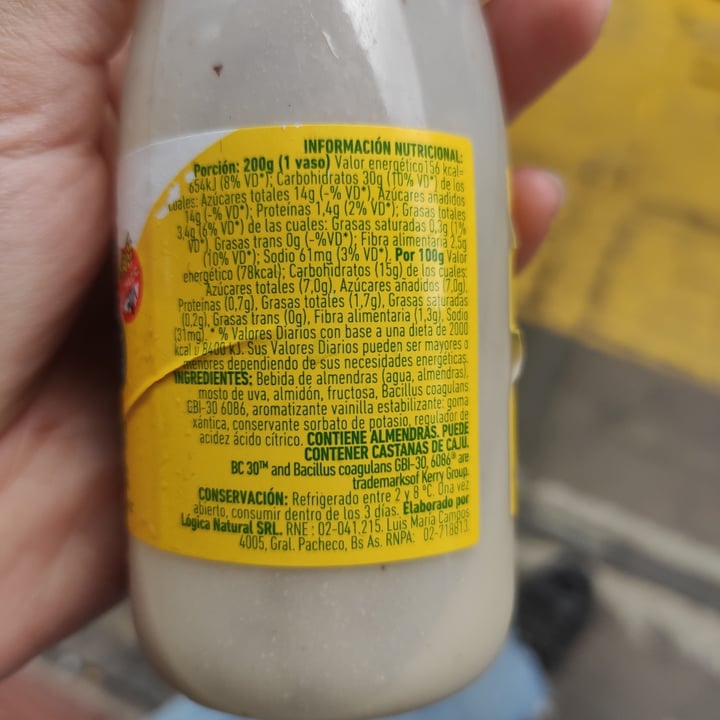 INFORMACIÓN NUTRICIONAL:
Porción: 200g (1 vaso) Valor energético 156 kcal=
654kJ (8% VD*); Carbohidratos 30g (10% VD*) de los
cuales: Azúcares totales 14g (-% VD*), Azúcares añadidos
14g (-% VD*); Proteínas 1,4g (2% VD*); Grasas totales
3,4g (6% VD*) de las cuales: Grasas saturadas 0,3g (1%
VD*), Grasas trans 0g (-%VD*); Fibra alimentaria 2,5g
(10% VD*); Sodio 61mg (3% VD*). Por 100g Valor
energético (78kcal); Carbohidratos (15g) de los cuales:
Azúcares totales (7,0g), Azúcares añadidos (7,0g),
Proteínas (0,7g), Grasas totales (1,7g), Grasas saturadas
(0,2g), Grasas trans (0g), Fibra alimentaria (1,3g), Sodio
(31mg). * % Valores Diarios con base a una dieta de 2000
kcal u 8400 kJ. Sus Valores Diarios pueden ser mayores o
menores dependiendo de sus necesidades energéticas.
INGREDIENTES: Bebida de almendras (agua, almendras),
mosto de uva, almidón, fructosa, Bacillus coagulans
GBI-30 6086, aromatizante vainilla estabilizante: goma
xántica, conservante sorbato de potasio, regulador de
acidez ácido cítrico. CONTIENE ALMENDRAS. PUEDE
CONTENER CASTAÑAS DE CAJÚ.
BC 30™ and Bacillus coagulans GBI-30, 6086® are
trademarksof Kerry Group.
CONSERVACIÓN: Refrigerado entre 2 y 8 °C. Una vez
abierto, consumir dentro de los 3 días. Elaborado por
Lógica Natural SRL. RNE : 02-041.215. Luis María Campos
4005, Gral. Pacheco, Bs As. RNPA: 02-718813.